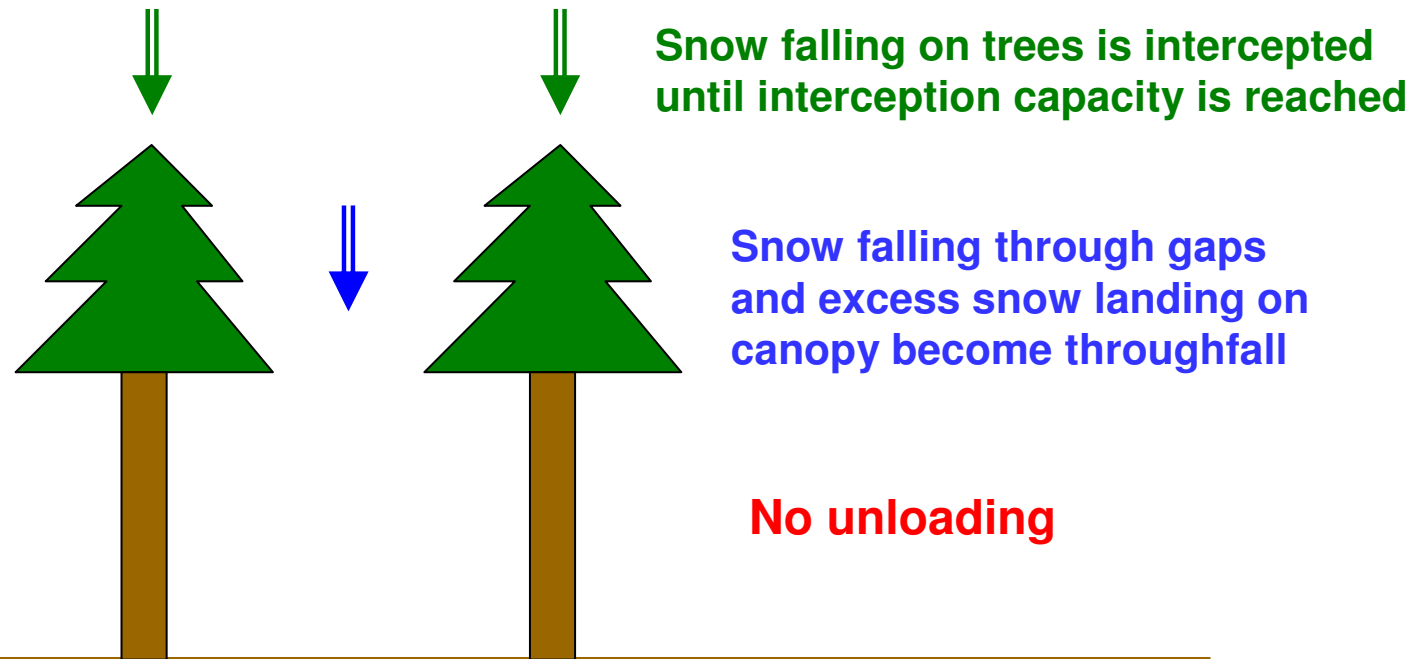 Snow falling on trees is intercepted
until interception capacity is reached
Snow falling through gaps
and excess snow landing on
canopy become throughfall
No unloading